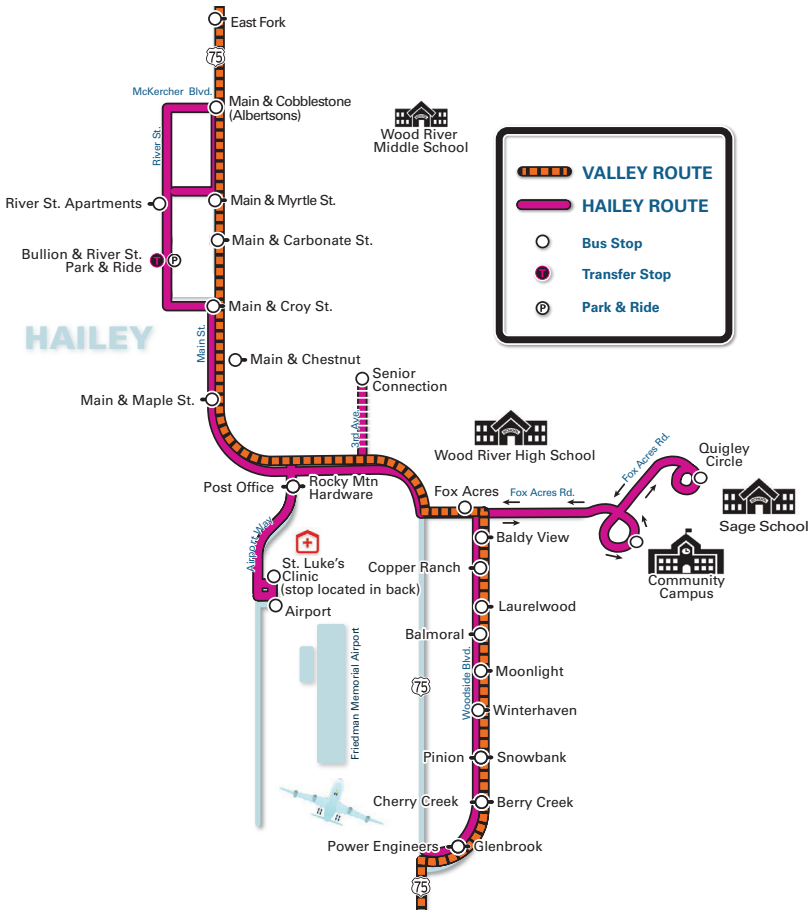 East Fork
75
McKercher Blvd.
Main & Cobblestone
(Albertsons)
River St.
Wood River
Middle School
VALLEY ROUTE
HAILEY ROUTE
Bus Stop
T
Transfer Stop
P
Park & Ride
River St. Apartments
Main & Myrtle St.
Main & Carbonate St.
Bullion & River St.
Park & Ride
T
P
Main & Croy St.
HAILEY
Main St.
Main & Chestnut
Senior
Connection
Main & Maple St.
3rd Ave.
Wood River High School
Fox Acres Rd.
Quigley
Circle
Post Office
Rocky Mtn
Hardware
Fox Acres
Fox Acres Rd.
Sage School
Airport Way
Baldy View
St. Luke's
Clinic
(stop located in back)
Copper Ranch
Community
Campus
Airport
Laurelwood
Balmoral
Friedman Memorial Airport
Woodside Blvd.
Moonlight
75
Winterhaven
Pinion
Snowbank
Cherry Creek
Berry Creek
Power Engineers
Glenbrook
75